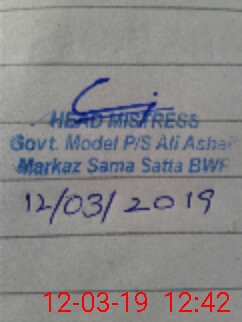 HEAD MISTRESS
Govt. Model P/S Ali Ashar
Markaz Sama Satta BWP
12/03/2019
12-03-19 12:42